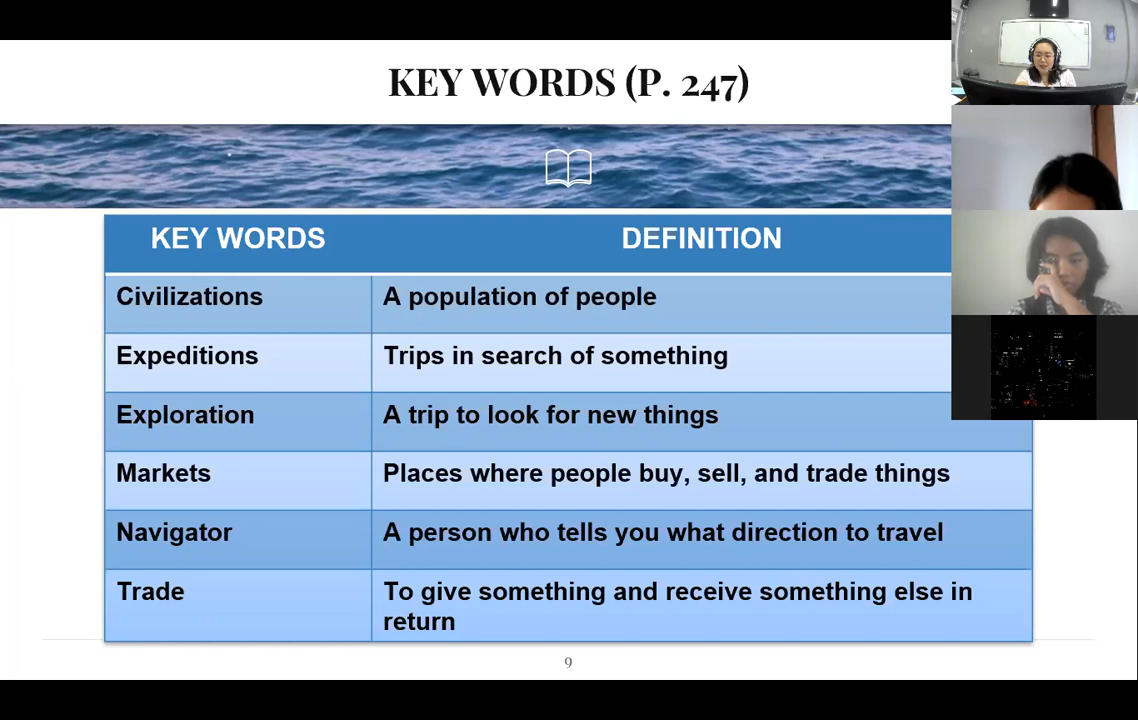 KEY WORDS (P. 247)
KEY WORDS DEFINITION
Civilizations A population of people
Expeditions Trips in search of something
Exploration A trip to look for new things
Markets Places where people buy, sell, and trade things
Navigator A person who tells you what direction to travel
Trade To give something and receive something else in
return
9